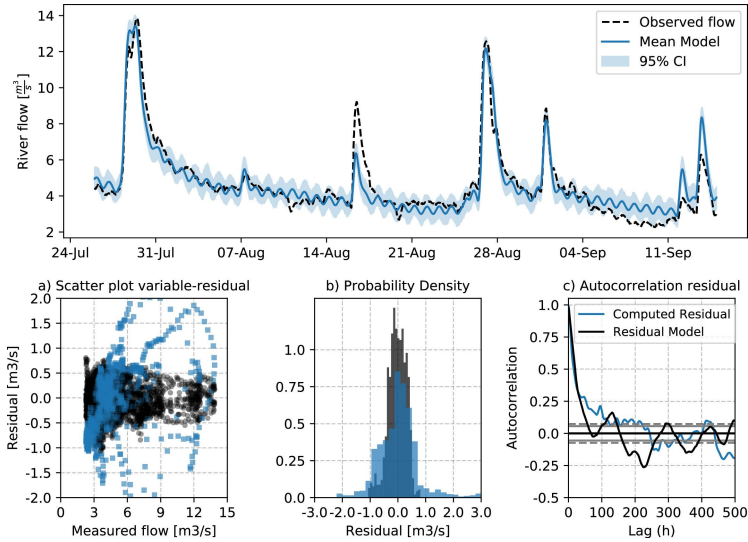 14
12
10
8
6
4
2
River flow [m³/s]
Observed flow
Mean Model
95% CI
24-Jul
31-Jul
07-Aug
14-Aug
21-Aug
28-Aug
04-Sep
11-Sep
a) Scatter plot variable-residual
2.0
1.5
1.0
0.5
0.0
-0.5
-1.0
-1.5
-2.0
Residual [m3/s]
0
3
6
9
12
15
Measured flow [m3/s]
b) Probability Density
1.0
0.75
0.5
0.25
0.0
-3.0
-2.0
-1.0
0.0
1.0
2.0
3.0
Residual [m3/s]
c) Autocorrelation residual
1.0
0.75
0.5
0.25
0.0
-0.25
-0.5
Autocorrelation
Computed Residual
Residual Model
0
100
200
300
400
500
Lag (h)